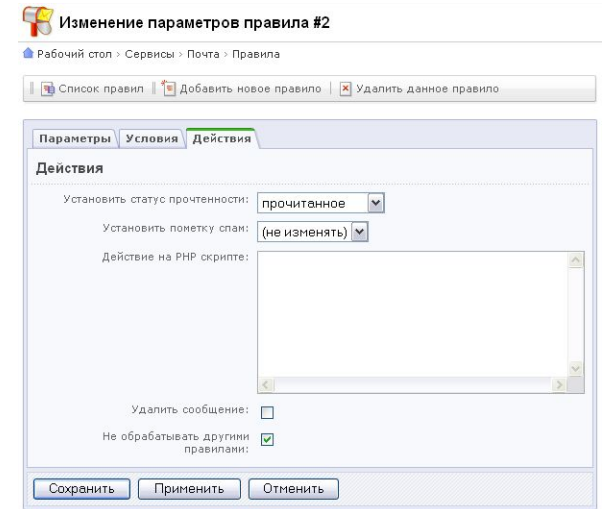 Изменение параметров правила #2
Рабочий стол › Сервисы › Почта › Правила
Список правил Добавить новое правило Удалить данное правило
Параметры Условия Действия
Действия
Установить статус прочтенности: прочитанное
Установить пометку спам: (не изменять)
Действие на PHP скрипте:
Удалить сообщение:
Не обрабатывать другими
правилами:
Сохранить Применить Отменить